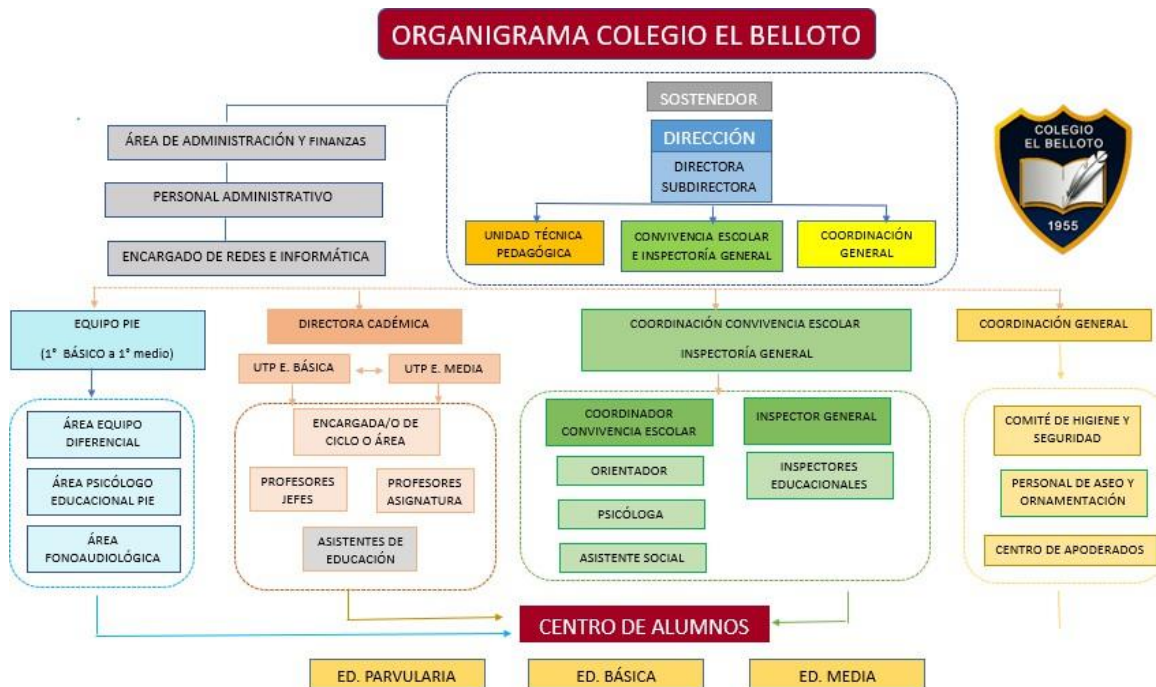 ORGANIGRAMA COLEGIO EL BELLOTO
SOSTENEDOR
DIRECCIÓN
DIRECTORA
SUBDIRECTORA
UNIDAD TÉCNICA
PEDAGÓGICA
CONVIVENCIA ESCOLAR
E INSPECTORÍA GENERAL
COORDINACIÓN
GENERAL
ÁREA DE ADMINISTRACIÓN Y FINANZAS
PERSONAL ADMINISTRATIVO
ENCARGADO DE REDES E INFORMÁTICA
COLEGIO
EL BELLOTO
1955
EQUIPO PIE
(1° BÁSICO a 1° medio)
ÁREA EQUIPO
DIFERENCIAL
ÁREA PSICÓLOGO
EDUCACIONAL PIE
ÁREA
FONOAUDIOLÓGICA
DIRECTORA CADÉMICA
UTP E. BÁSICA
UTP E. MEDIA
ENCARGADA/O DE
CICLO O ÁREA
PROFESORES
JEFES
PROFESORES
ASIGNATURA
ASISTENTES DE
EDUCACIÓN
COORDINACIÓN CONVIVENCIA ESCOLAR
INSPECTORÍA GENERAL
COORDINADOR
CONVIVENCIA ESCOLAR
ORIENTADOR
PSICÓLOGA
ASISTENTE SOCIAL
INSPECTOR GENERAL
INSPECTORES
EDUCACIONALES
COORDINACIÓN GENERAL
COMITÉ DE HIGIENE Y
SEGURIDAD
PERSONAL DE ASEO Y
ORNAMENTACIÓN
CENTRO DE APODERADOS
CENTRO DE ALUMNOS
ED. PARVULARIA
ED. BÁSICA
ED. MEDIA